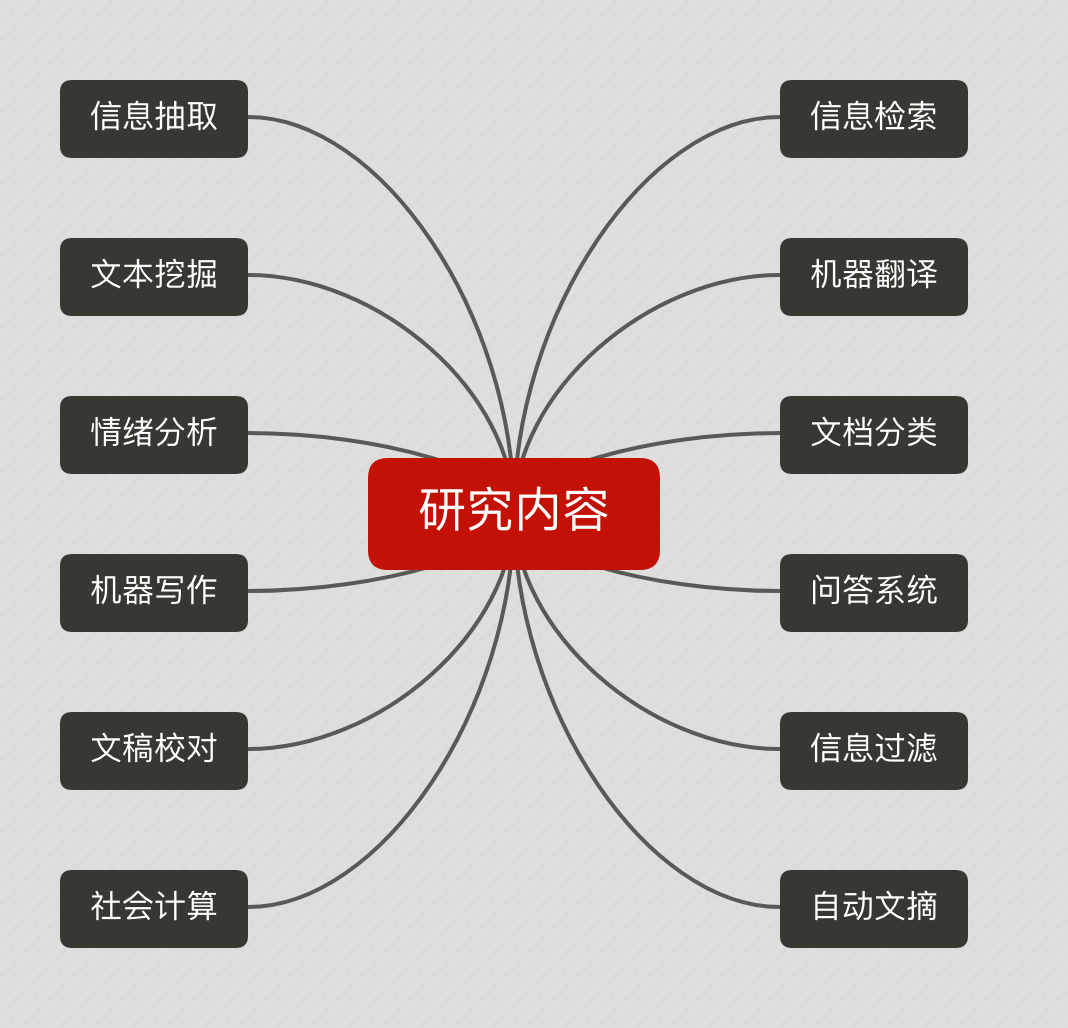 信息抽取
文本挖掘
情绪分析
机器写作
文稿校对
社会计算
研究内容
信息检索
机器翻译
文档分类
问答系统
信息过滤
自动文摘